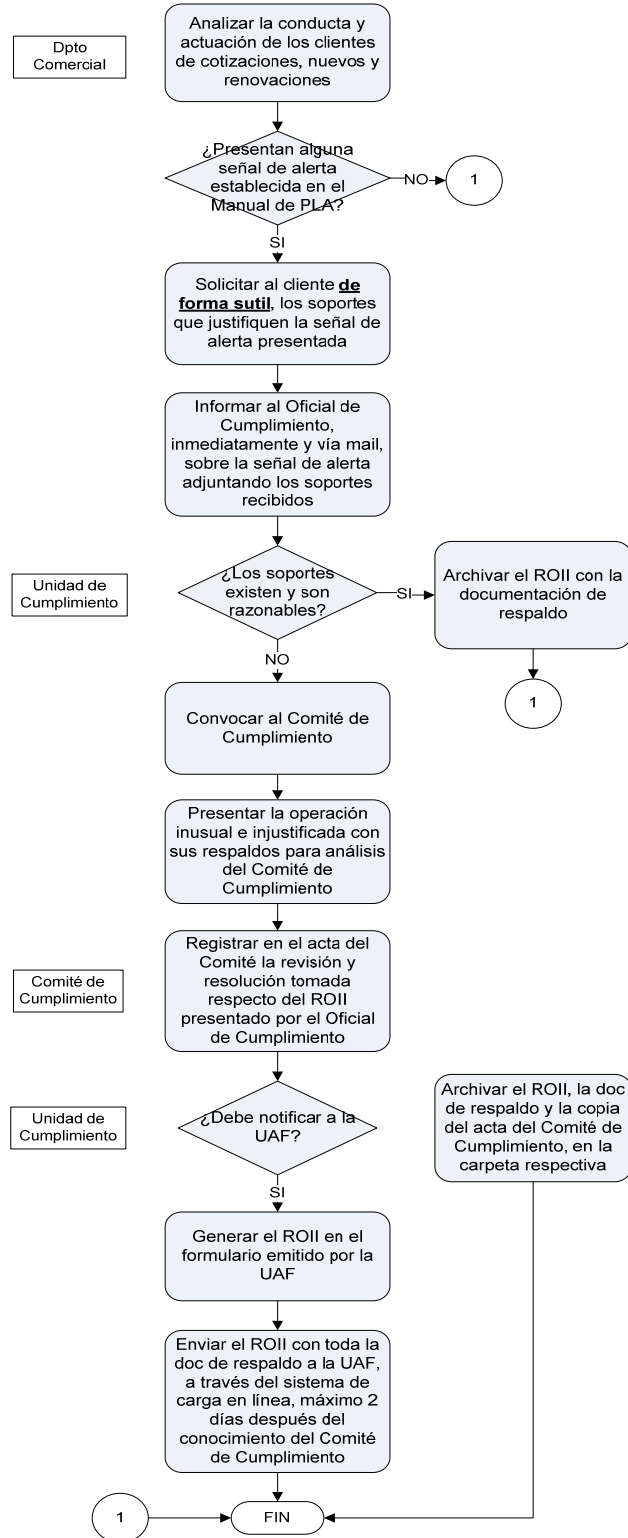 Dpto
Comercial
Analizar la conducta y
actuación de los clientes
de cotizaciones, nuevos y
renovaciones
¿Presentan alguna
señal de alerta
establecida en el
Manual de PLA?
NO
1
SI
Solicitar al cliente de
forma sutil, los soportes
que justifiquen la señal de
alerta presentada
Informar al Oficial de
Cumplimiento,
inmediatamente y vía mail,
sobre la señal de alerta
adjuntando los soportes
recibidos
Unidad de
Cumplimiento
¿Los soportes
existen y son
razonables?
SI
Archivar el ROII con la
documentación de
respaldo
1
NO
Convocar al Comité de
Cumplimiento
Presentar la operación
inusual e injustificada con
sus respaldos para análisis
del Comité de
Cumplimiento
Comité de
Cumplimiento
Registrar en el acta del
Comité la revisión y
resolución tomada
respecto del ROII
presentado por el Oficial
de Cumplimiento
Unidad de
Cumplimiento
¿Debe notificar a la
UAF?
Archivar el ROII, la doc
de respaldo y la copia
del acta del Comité de
Cumplimiento, en la
carpeta respectiva
SI
Generar el ROII en el
formulario emitido por la
UAF
Enviar el ROII con toda la
doc de respaldo a la UAF,
a través del sistema de
carga en línea, máximo 2
días después del
conocimiento del Comité
de Cumplimiento
1
FIN